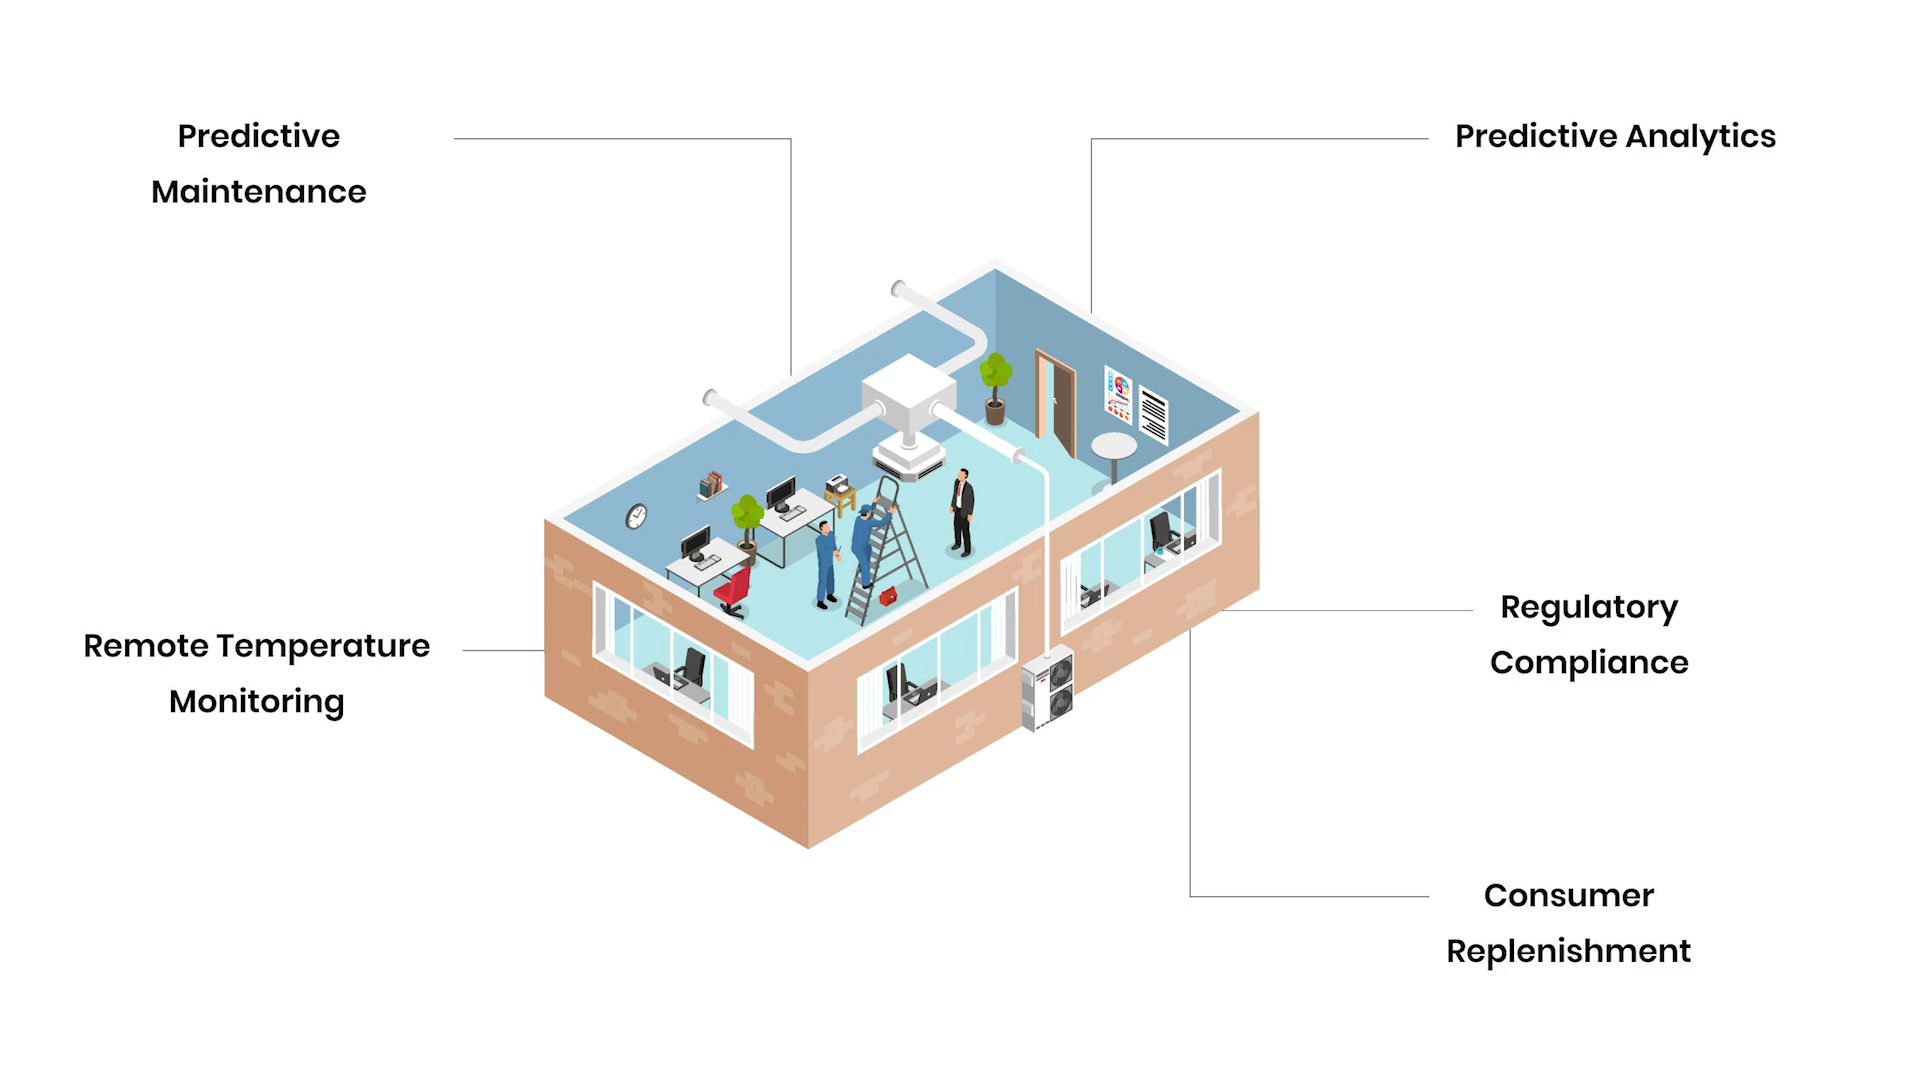 Predictive
Maintenance
Predictive Analytics
Remote Temperature
Monitoring
Regulatory
Compliance
Consumer
Replenishment